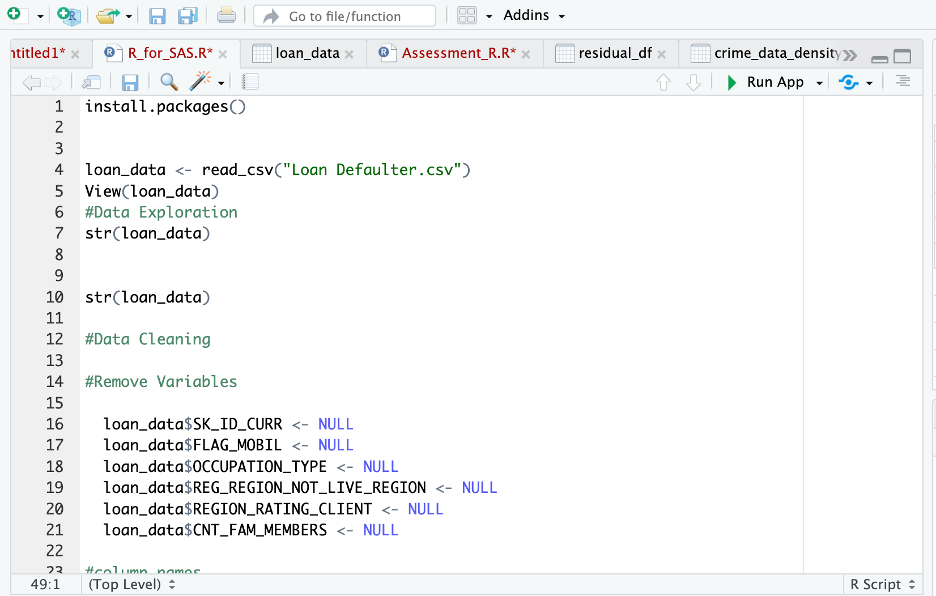 Go to file/function
Addins
ntitled1*
R_for_SAS.R*
loan_data
Assessment_R.R*
residual_df
crime_data_density
Run App
1 install.packages()
2
3
4 loan_data <- read_csv("Loan Defaulter.csv")
5 View(loan_data)
6 #Data Exploration
7 str(loan_data)
8
9
10 str(loan_data)
11
12 #Data Cleaning
13
14 #Remove Variables
15
16 loan_data$SK_ID_CURR <- NULL
17 loan_data$FLAG_MOBIL <- NULL
18 loan_data$OCCUPATION_TYPE <- NULL
19 loan_data$REG_REGION_NOT_LIVE_REGION <- NULL
20 loan_data$REGION_RATING_CLIENT <- NULL
21 loan_data$CNT_FAM_MEMBERS <- NULL
22
23 #column names
49:1 (Top Level) R Script